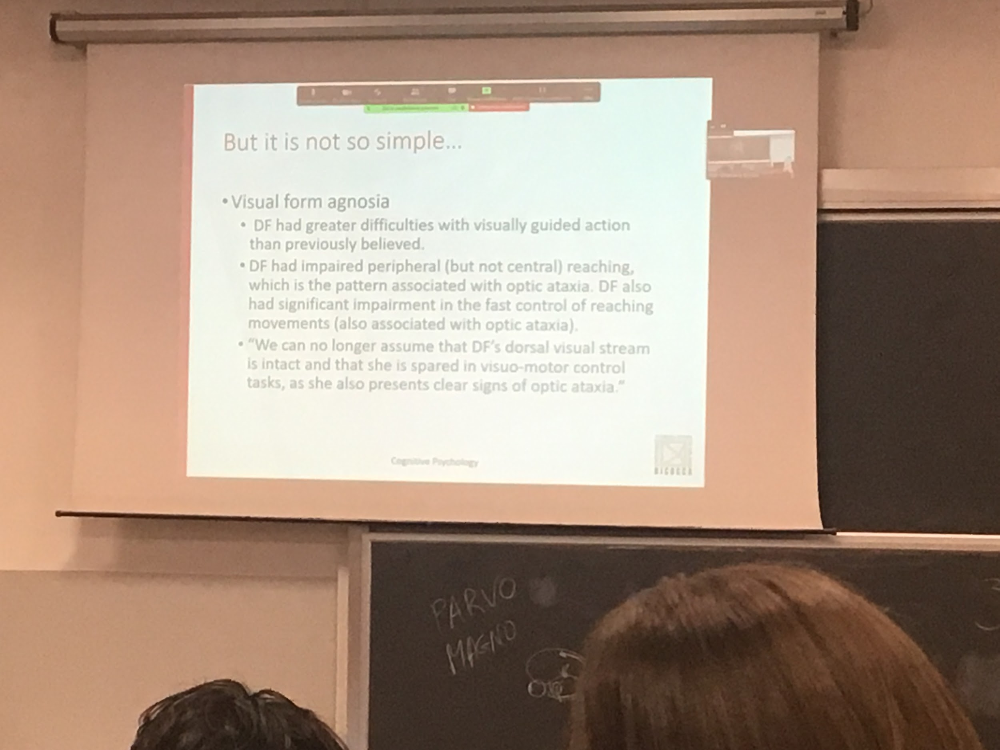 But it is not so simple...
• Visual form agnosia
• DF had greater difficulties with visually guided action
than previously believed.
• DF had impaired peripheral (but not central) reaching,
which is the pattern associated with optic ataxia. DF also
had significant impairment in the fast control of reaching
movements (also associated with optic ataxia).
• “We can no longer assume that DF’s dorsal visual stream
is intact and that she is spared in visuo-motor control
tasks, as she also presents clear signs of optic ataxia.”
Cognitive Psychology
BICOCCA
PARVO
MAGNO